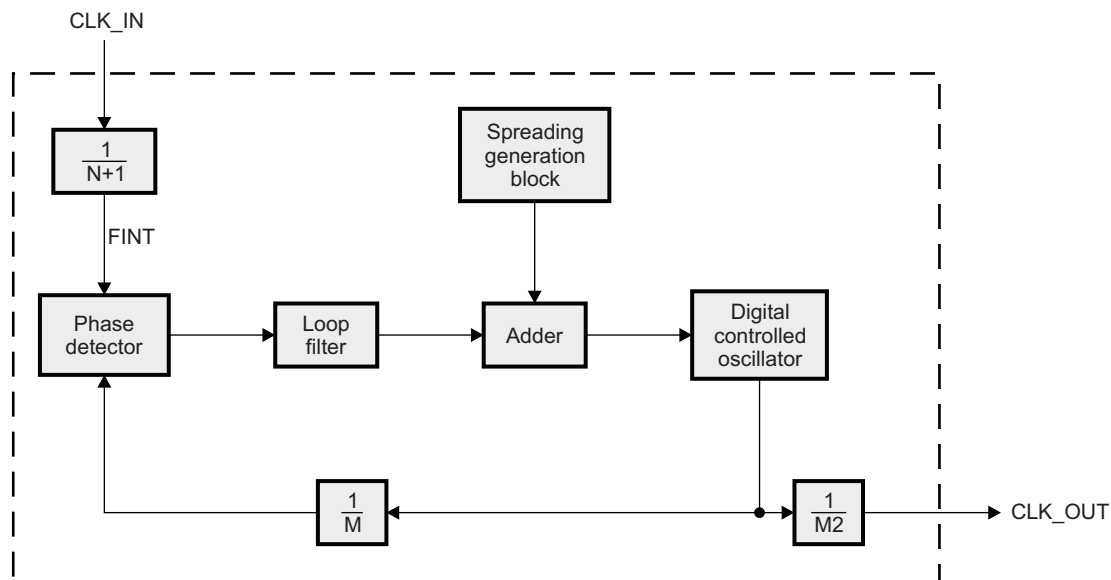 CLK_IN
1
N+1
FINT
Spreading
generation
block
Phase
detector
Loop
filter
Adder
Digital
controlled
oscillator
1
M
1
M2
CLK_OUT